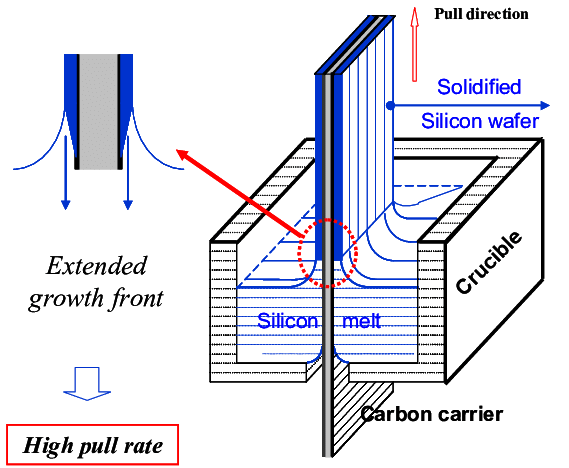 Pull direction
Solidified
Silicon wafer
Crucible
Extended
growth front
Silicon melt
Carbon carrier
High pull rate